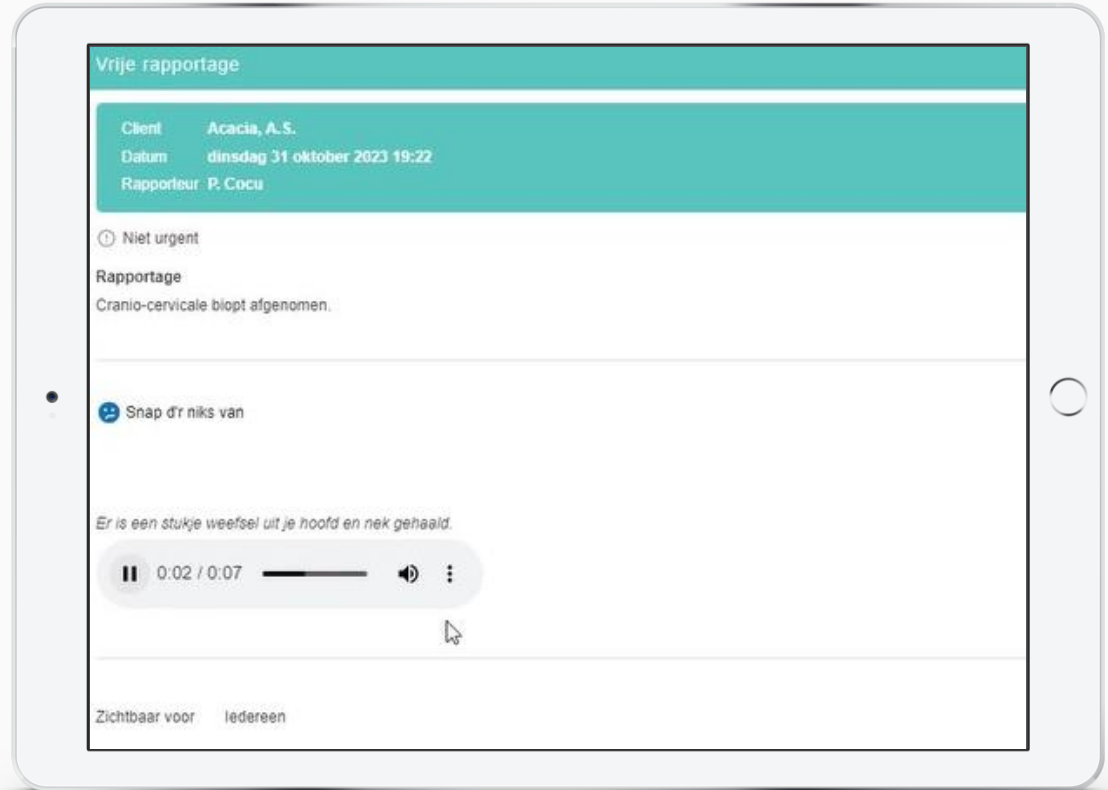 Vrije rapportage
Client Acacia, A.S.
Datum dinsdag 31 oktober 2023 19:22
Rapporteur P. Cocu
Niet urgent
Rapportage
Cranio-cervicale biopt afgenomen.
Snap d'r niks van
Er is een stukje weefsel uit je hoofd en nek gehaald.
0:02 / 0:07
Zichtbaar voor Iedereen